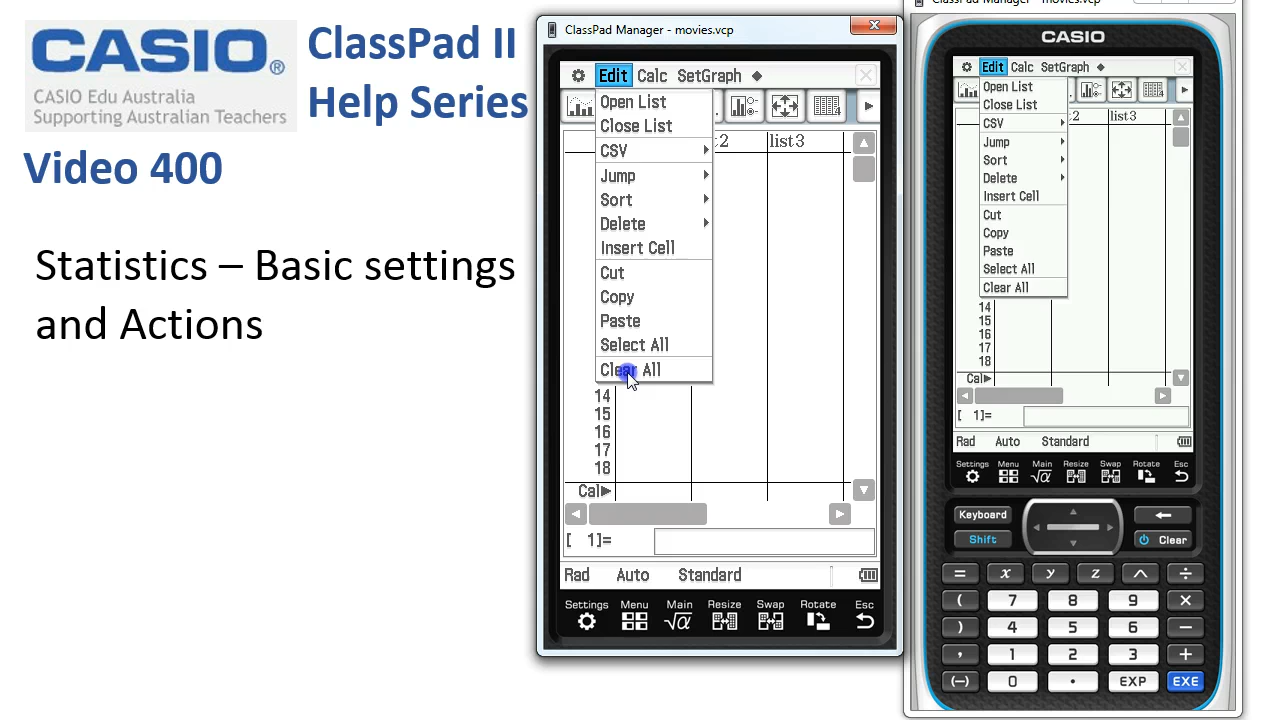 CASIO®
CASIO Edu Australia
Supporting Australian Teachers
ClassPad II
Help Series
Video 400
Statistics – Basic settings
and Actions
ClassPad Manager - movies.vcp
Edit Calc SetGraph
Open List
Close List
CSV
Jump
Sort
Delete
Insert Cell
Cut
Copy
Paste
Select All
Clear All
t2 list3
14
15
16
17
18
Cal▶
[ 1]=
Rad Auto Standard
Settings Menu Main Resize Swap Rotate Esc
√α
ClassPad Manager - movies.vcp
CASIO
Edit Calc SetGraph
Open List
Close List
CSV
Jump
Sort
Delete
Insert Cell
Cut
Copy
Paste
Select All
Clear All
2 list3
14
15
16
17
18
Cal▶
[ 1]=
Rad Auto Standard
Settings Menu Main Resize Swap Rotate Esc
√α
Keyboard
Shift Clear
= x y z ^ ÷
( 7 8 9 ×
) 4 5 6 −
, 1 2 3 +
(−) 0 • EXP EXE